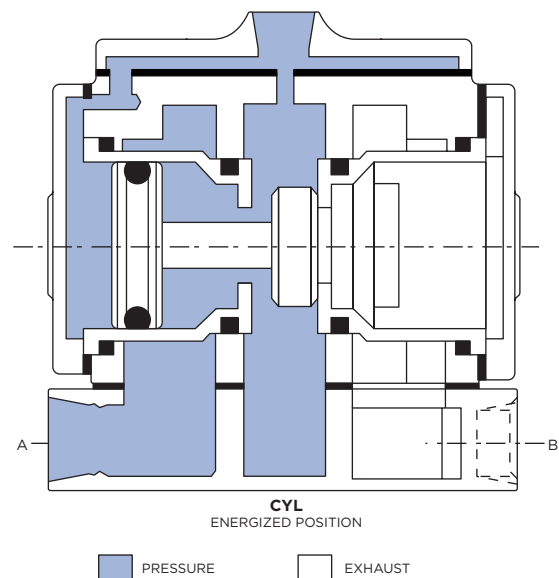 A
B
CYL
ENERGIZED POSITION
PRESSURE
EXHAUST